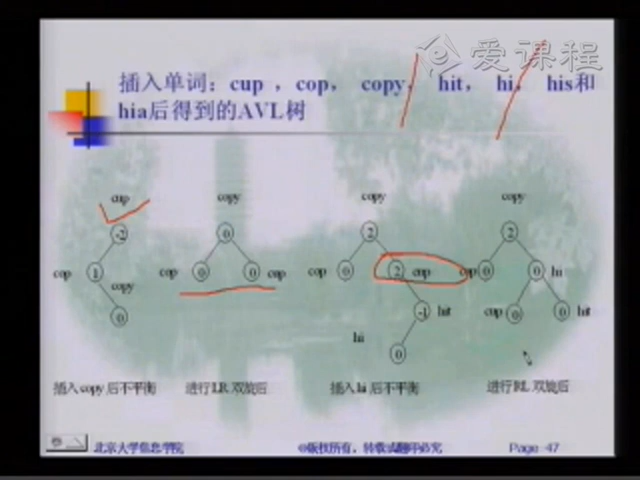 爱课程
插入单词：cup ，cop， copy， hit， hi， his和
hia后得到的AVL树
cup copy copy copy
-2 0 2 2
cop 1 cop 0 0 cup cop 0 2 cup cop 0 0 hi
copy
0 -1 hit cup 0 0 hit
hi
0
插入copy后不平衡 进行LR双旋后 插入hi后不平衡 进行RL双旋后
北京大学信息学院 ©版权所有，转载或翻印必究 Page 47